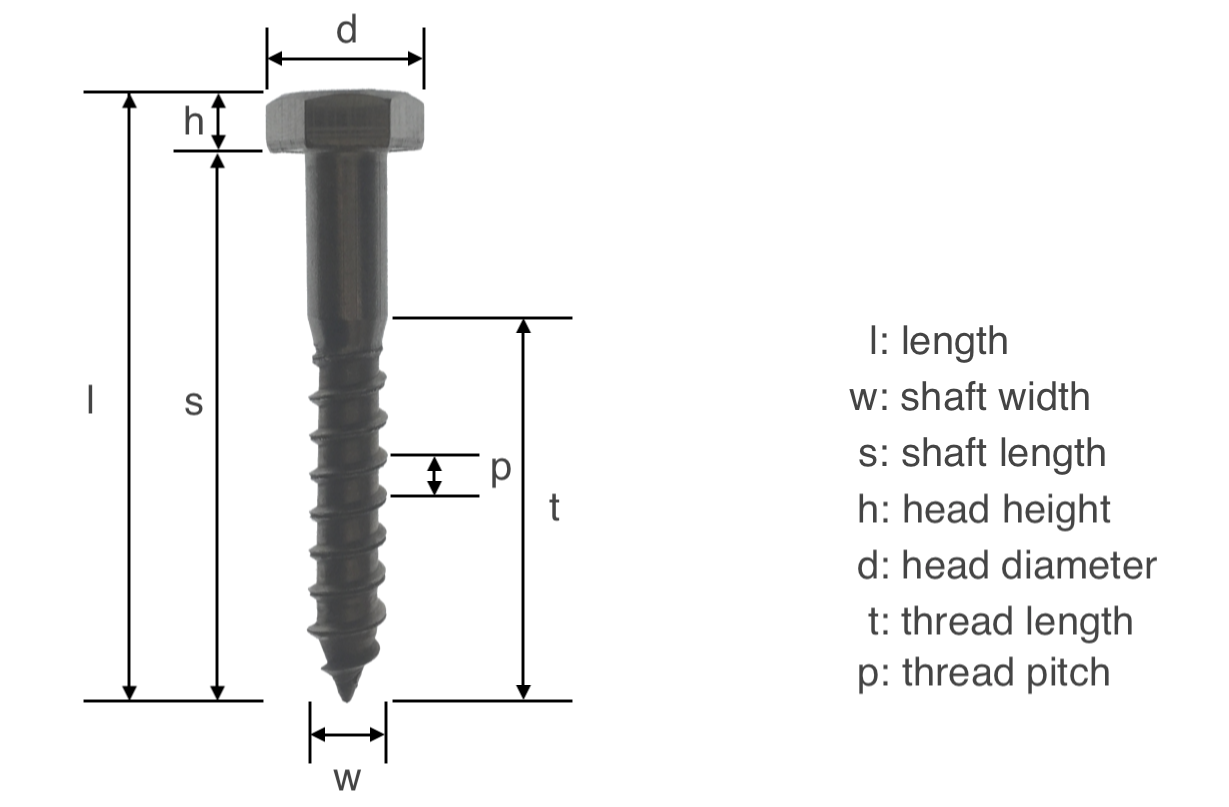 d
h
l
s
p
t
w
l: length
w: shaft width
s: shaft length
h: head height
d: head diameter
t: thread length
p: thread pitch